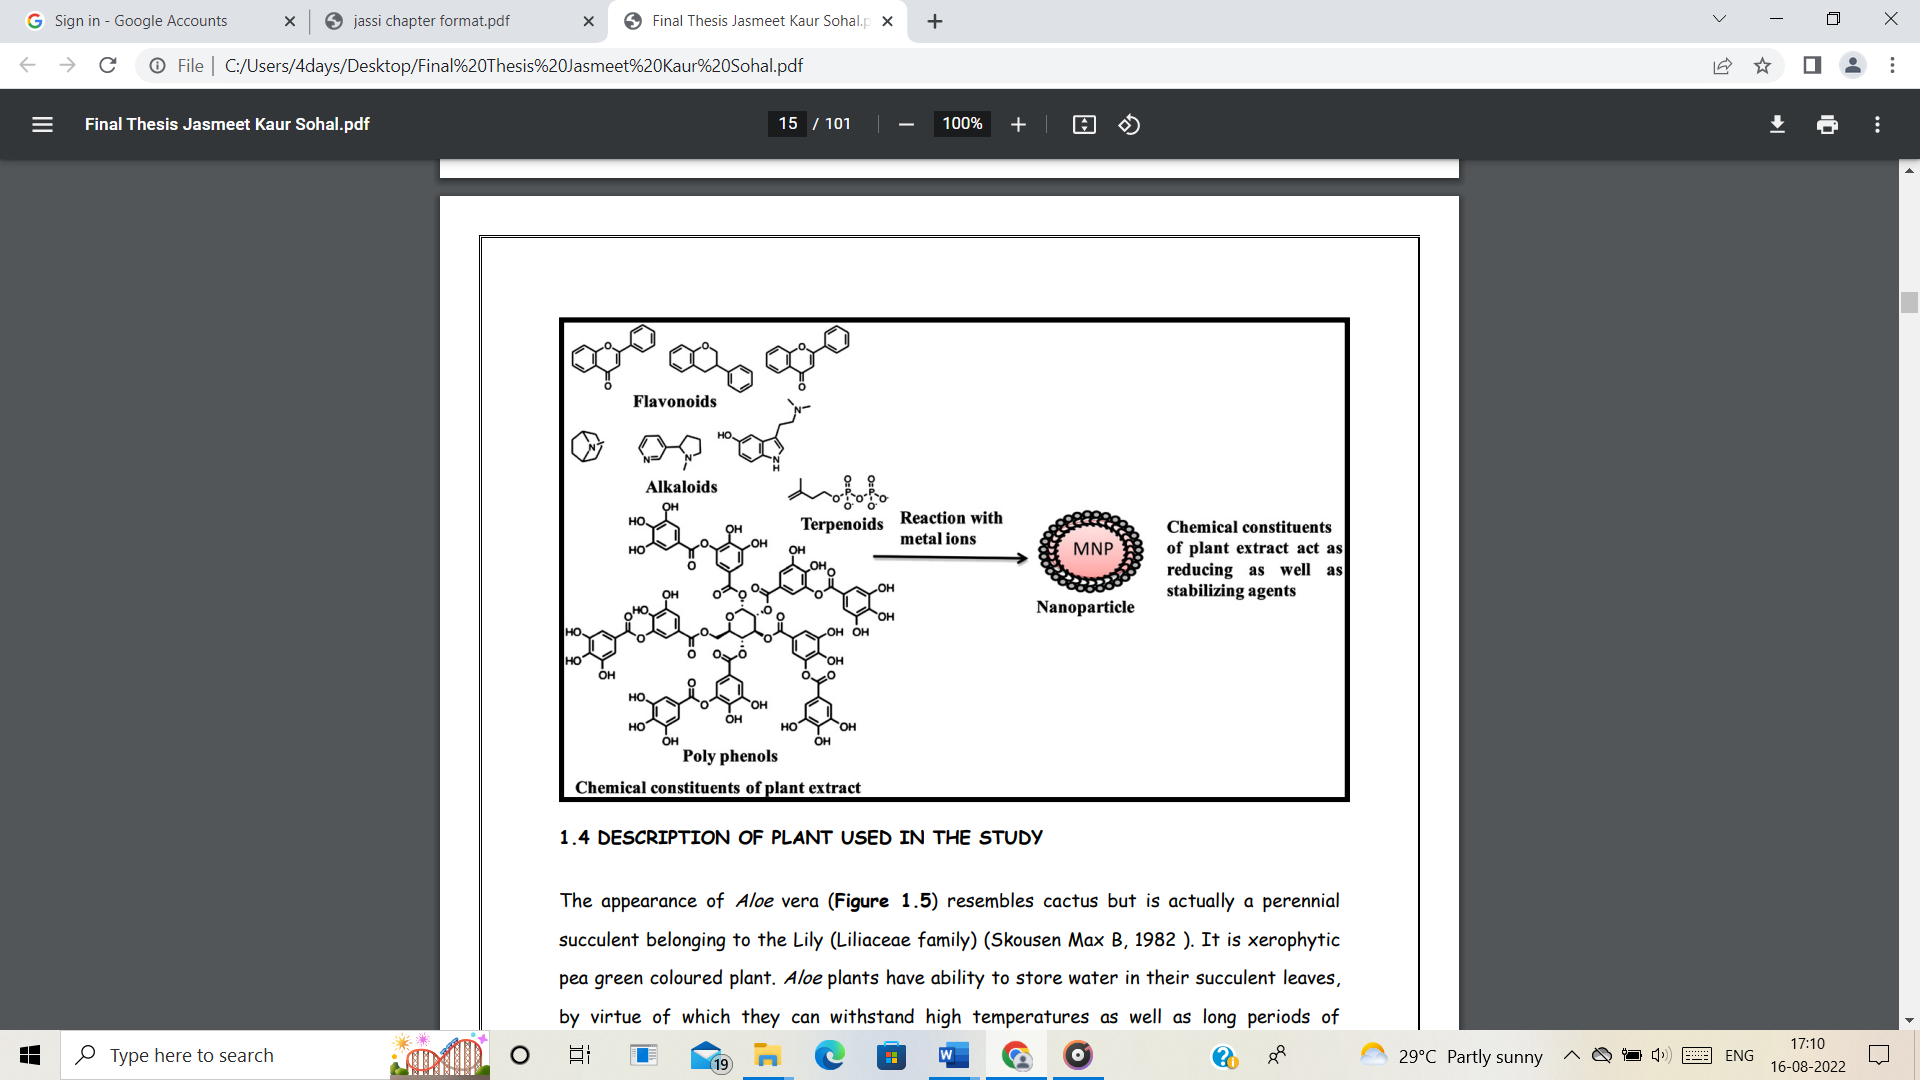 Sign in - Google Accounts
jassi chapter format.pdf
Final Thesis Jasmeet Kaur Sohal.p
File
C:/Users/4days/Desktop/Final%20Thesis%20Jasmeet%20Kaur%20Sohal.pdf
Final Thesis Jasmeet Kaur Sohal.pdf
15 / 101
100%
Flavonoids
Alkaloids
Terpenoids
Reaction with
metal ions
MNP
Nanoparticle
Chemical constituents
of plant extract act as
reducing as well as
stabilizing agents
Poly phenols
Chemical constituents of plant extract
1.4 DESCRIPTION OF PLANT USED IN THE STUDY
The appearance of Aloe vera (Figure 1.5) resembles cactus but is actually a perennial
succulent belonging to the Lily (Liliaceae family) (Skousen Max B, 1982 ). It is xerophytic
pea green coloured plant. Aloe plants have ability to store water in their succulent leaves,
by virtue of which they can withstand high temperatures as well as long periods of
Type here to search
19
29°C Partly sunny
ENG
17:10
16-08-2022